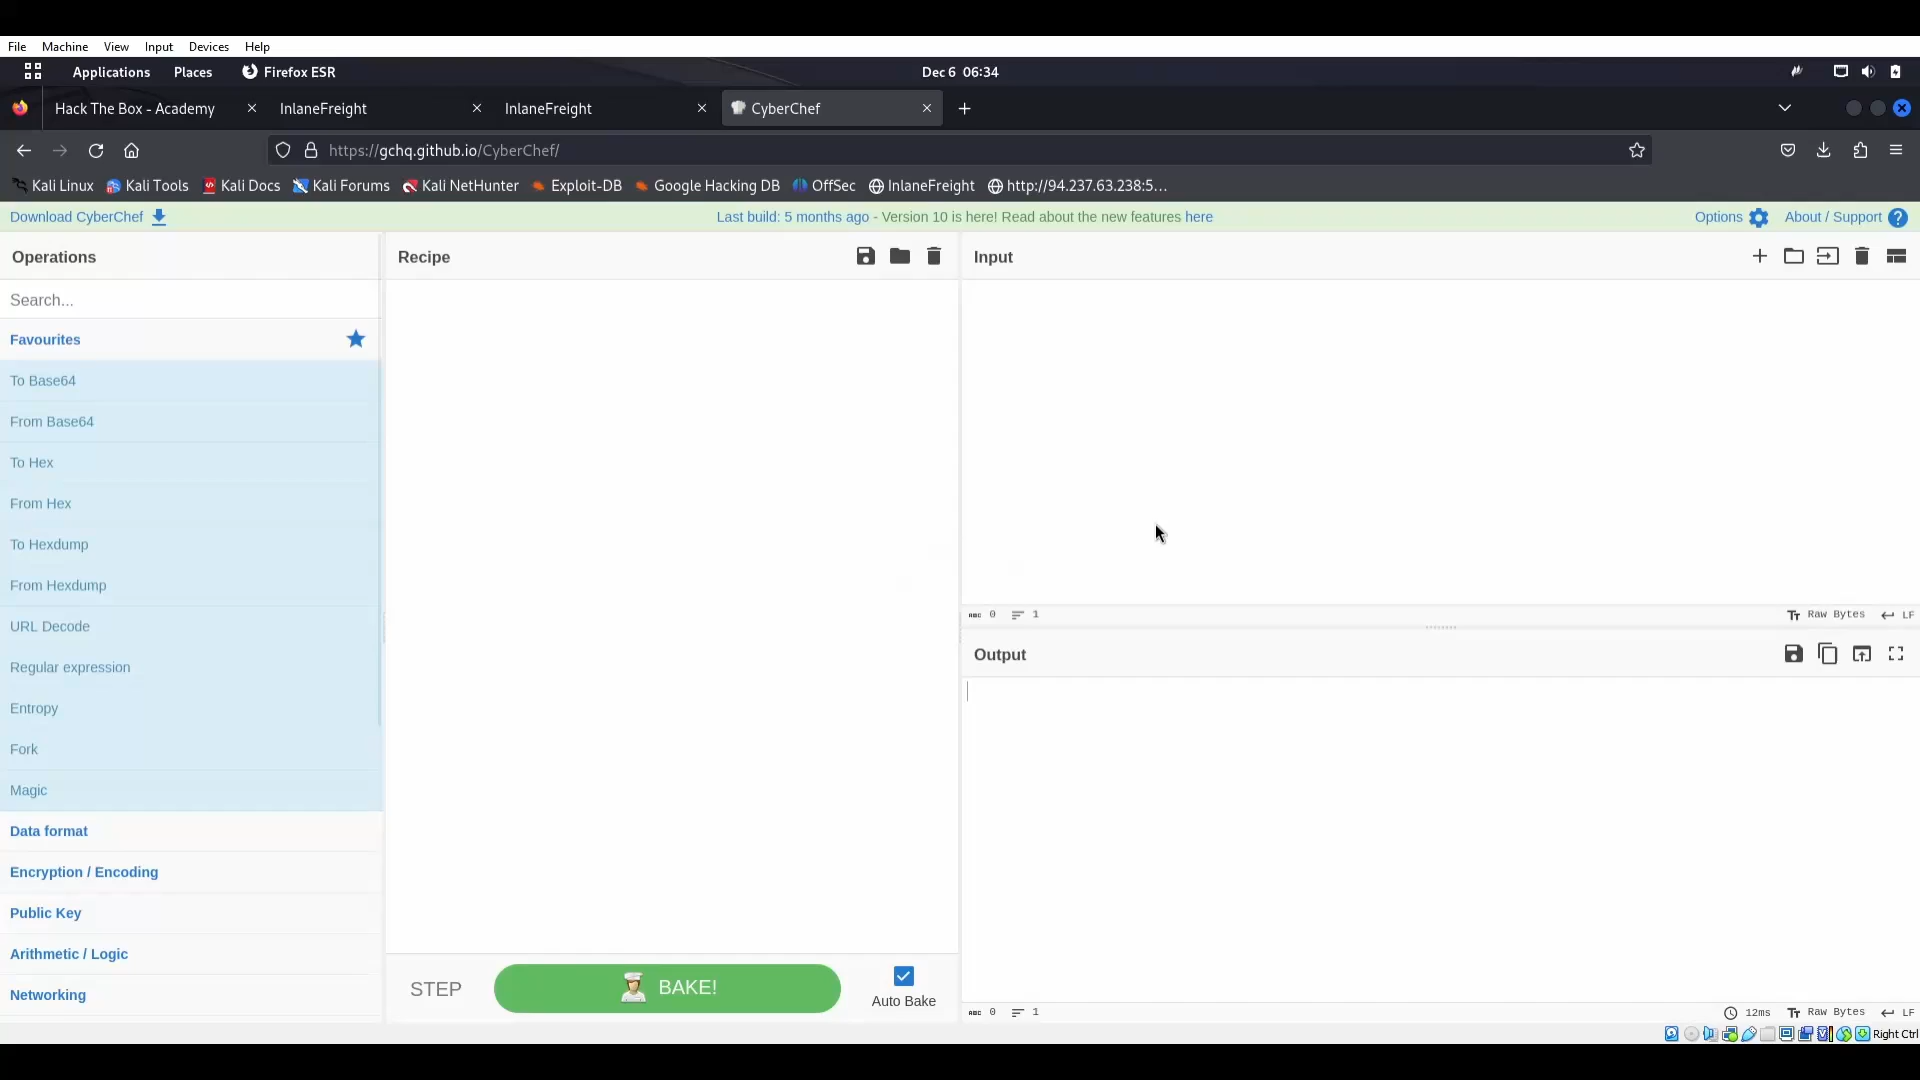 File Machine View Input Devices Help
Applications Places Firefox ESR Dec 6 06:34
Hack The Box - Academy InlaneFreight InlaneFreight CyberChef
https://gchq.github.io/CyberChef/
Kali Linux Kali Tools Kali Docs Kali Forums Kali NetHunter Exploit-DB Google Hacking DB OffSec InlaneFreight http://94.237.63.238:5...
Download CyberChef Last build: 5 months ago - Version 10 is here! Read about the new features here Options About / Support
Operations
Search...
Favourites
To Base64
From Base64
To Hex
From Hex
To Hexdump
From Hexdump
URL Decode
Regular expression
Entropy
Fork
Magic
Data format
Encryption / Encoding
Public Key
Arithmetic / Logic
Networking
Recipe
STEP BAKE! Auto Bake
Input
ABC 0 1 Raw Bytes LF
Output
ABC 0 1 12ms Raw Bytes LF
Right Ctrl